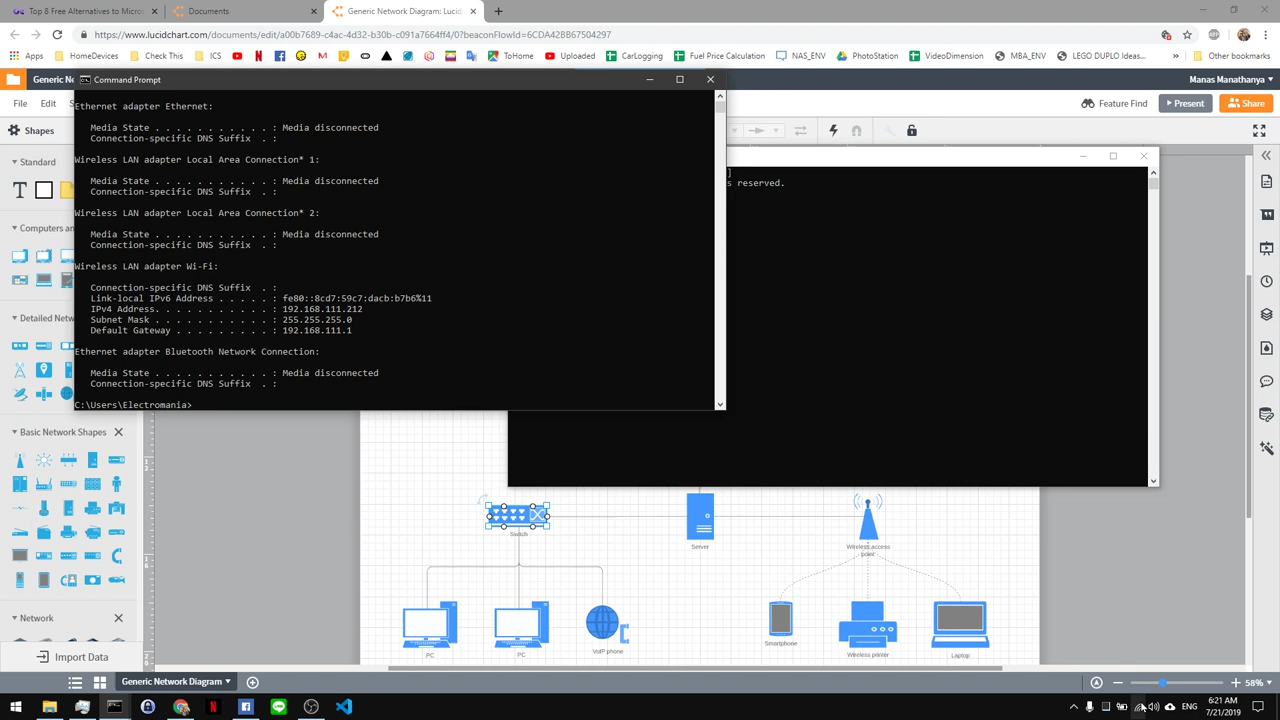 Top 8 Free Alternatives to Micros
Documents
Generic Network Diagram: Lucid
https://www.lucidchart.com/documents/edit/a00b7689-c4ac-4d32-b30b-c091a7664ff4/0?beaconFlowId=6CDA42BB67504297
Apps HomeDevices Check This ICS ToHome Uploaded CarLogging Fuel Price Calculation NAS_ENV VideoDimension PhotoStation MBA_ENV LEGO DUPLO Ideas... » Other bookmarks
Generic Ne
Command Prompt
Manas Manathanya
File Edit
Feature Find
Present
Share
Shapes
Standard
T
Computers and
Detailed Netw
Basic Network Shapes
Network
Import Data
Ethernet adapter Ethernet:
Media State . . . . . . . . . . . : Media disconnected
Connection-specific DNS Suffix . :
Wireless LAN adapter Local Area Connection* 1:
Media State . . . . . . . . . . . : Media disconnected
Connection-specific DNS Suffix . :
Wireless LAN adapter Local Area Connection* 2:
Media State . . . . . . . . . . . : Media disconnected
Connection-specific DNS Suffix . :
Wireless LAN adapter Wi-Fi:
Connection-specific DNS Suffix . :
Link-local IPv6 Address . . . . . : fe80::8cd7:59c7:dacb:b7b6%11
IPv4 Address. . . . . . . . . . . : 192.168.111.212
Subnet Mask . . . . . . . . . . . : 255.255.255.0
Default Gateway . . . . . . . . . : 192.168.111.1
Ethernet adapter Bluetooth Network Connection:
Media State . . . . . . . . . . . : Media disconnected
Connection-specific DNS Suffix . :
C:\Users\Electromania>
]
s reserved.
Switch
Server
Wireless access
point
PC
PC
VoIP phone
Smartphone
Wireless printer
Laptop
Generic Network Diagram
58%
ENG
6:21 AM
7/21/2019